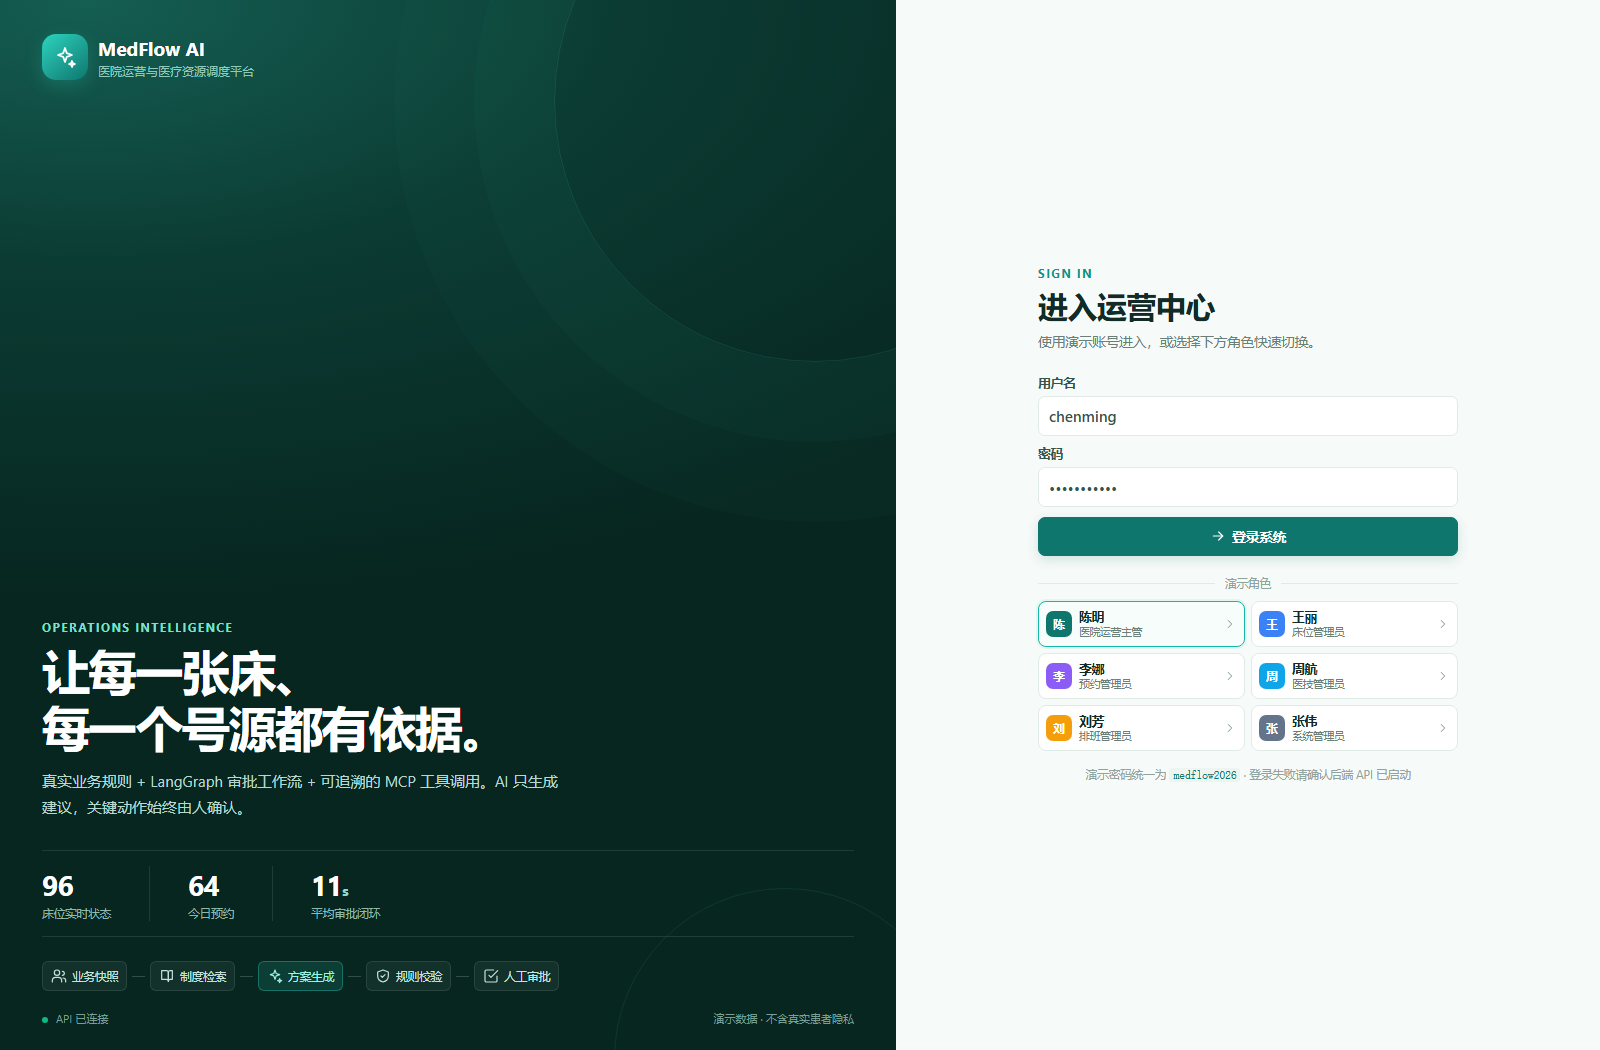 MedFlow AI
医院运营与医疗资源调度平台
OPERATIONS INTELLIGENCE
让每一张床、
每一个号源都有依据。
真实业务规则 + LangGraph 审批工作流 + 可追溯的 MCP 工具调用。AI 只生成
建议，关键动作始终由人确认。
96
床位实时状态
64
今日预约
11s
平均审批闭环
业务快照
制度检索
方案生成
规则校验
人工审批
API 已连接
演示数据 · 不含真实患者隐私
SIGN IN
进入运营中心
使用演示账号进入，或选择下方角色快速切换。
用户名
chenming
密码
•••••••••••
登录系统
演示角色
陈
陈明
医院运营主管
王
王丽
床位管理员
李
李娜
预约管理员
周
周航
医技管理员
刘
刘芳
排班管理员
张
张伟
系统管理员
演示密码统一为 medflow2026 · 登录失败请确认后端 API 已启动